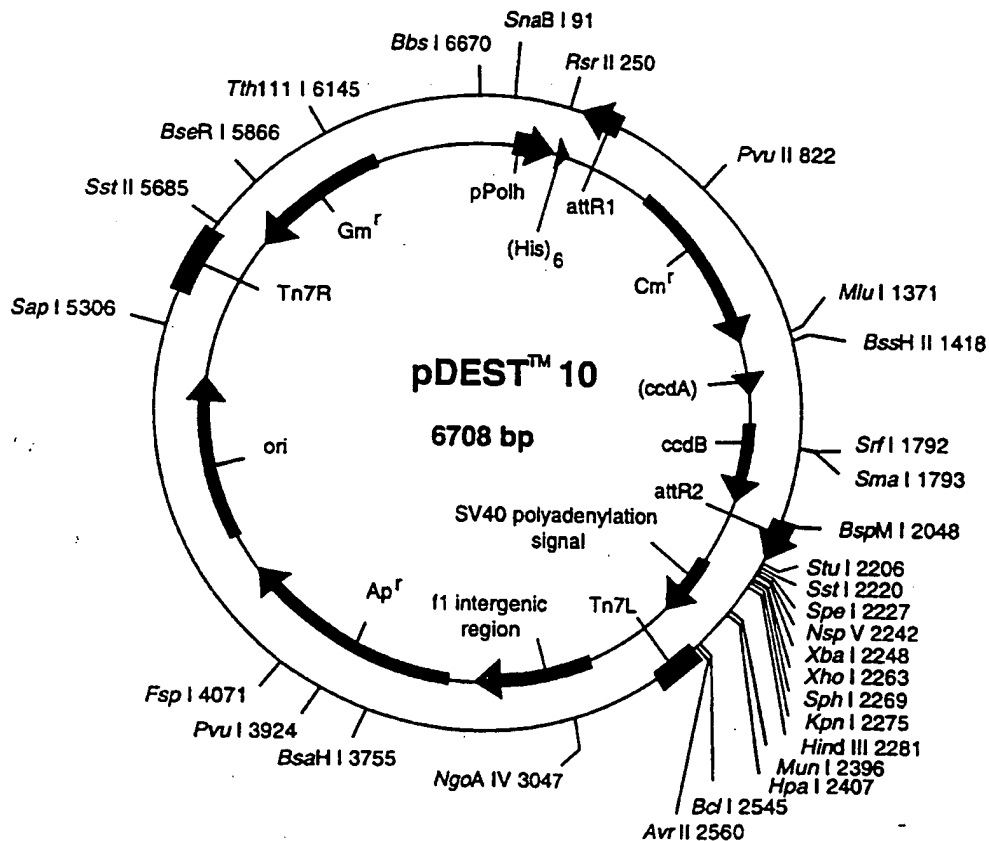 SnaB I 91
Bbs I 6670
Rsr II 250
Tth111 I 6145
BseR I 5866
Pvu II 822
Sst II 5685
pPolh
attR1
Gmr
(His)6
Cmr
Tn7R
Sap I 5306
Mlu I 1371
BssH II 1418
pDEST™ 10
(ccdA)
6708 bp
ori
ccdB
Srf I 1792
Sma I 1793
attR2
SV40 polyadenylation
signal
BspM I 2048
Stu I 2206
Sst I 2220
Spe I 2227
Nsp V 2242
Xba I 2248
Xho I 2263
Sph I 2269
Kpn I 2275
Hind III 2281
Mun I 2396
Hpa I 2407
Apr
f1 intergenic
region
Tn7L
Fsp I 4071
Pvu I 3924
BsaH I 3755
NgoA IV 3047
Bcl I 2545
Avr II 2560